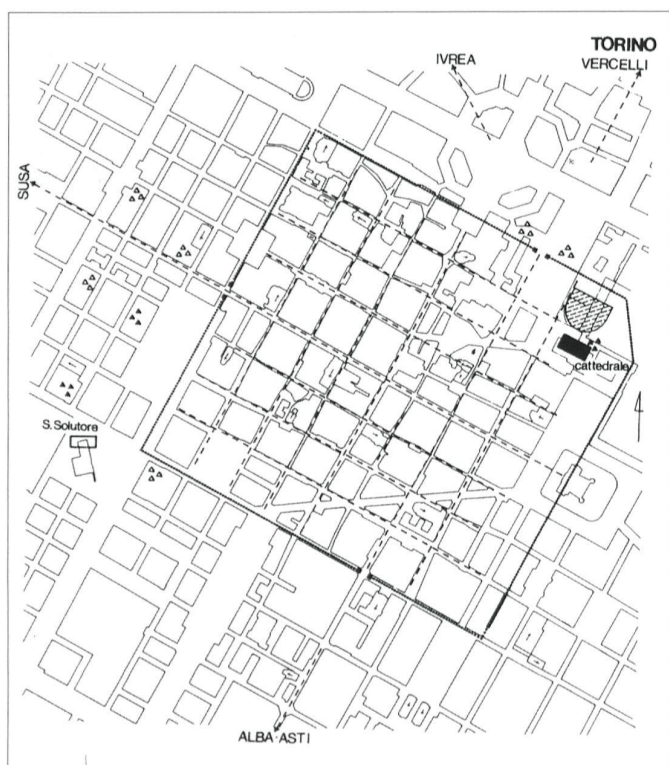 TORINO
IVREA
VERCELLI
SUSA
cattedrale
S. Solutore
ALBA·ASTI